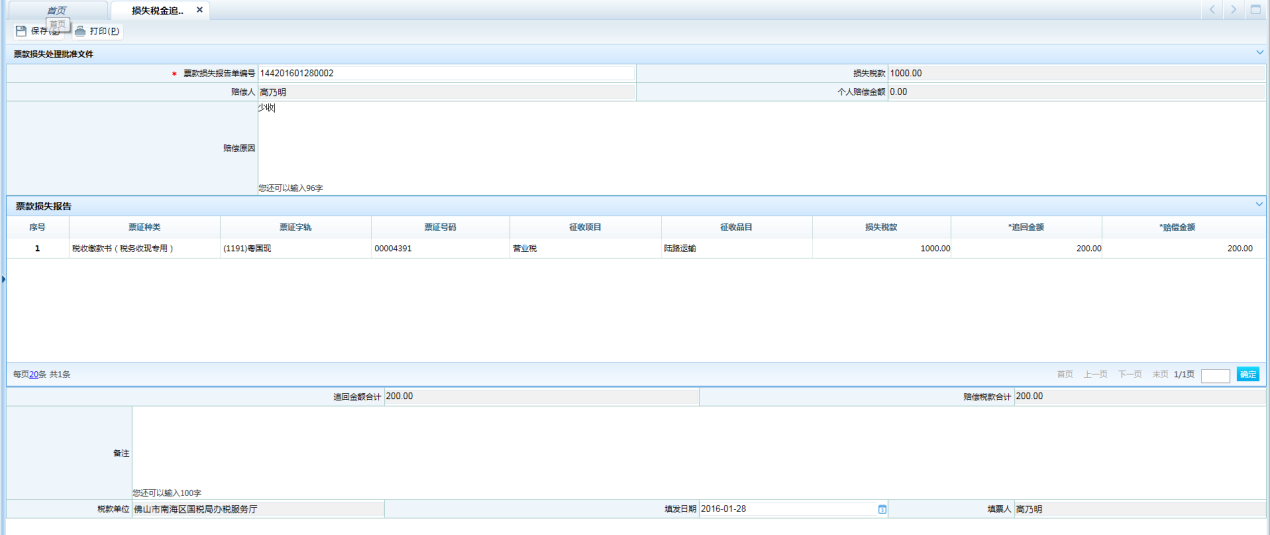 首页 损失税金追.. ×
首页
保存 打印(P)
票款损失处理批准文件
* 票款损失报告单编号 144201601280002 损失税款 1000.00
赔偿人 高乃明 个人赔偿金额 0.00
少收
赔偿原因
您还可以输入96字
票款损失报告
序号 票证种类 票证字轨 票证号码 征收项目 征收品目 损失税款 *追回金额 *赔偿金额
1 税收缴款书（税务收现专用） (1191)粤国现 00004391 营业税 陆路运输 1000.00 200.00 200.00
每页20条 共1条 首页 上一页 下一页 末页 1/1页 确定
追回金额合计 200.00 赔偿税款合计 200.00
备注
您还可以输入100字
税款单位 佛山市南海区国税局办税服务厅 填发日期 2016-01-28 填票人 高乃明